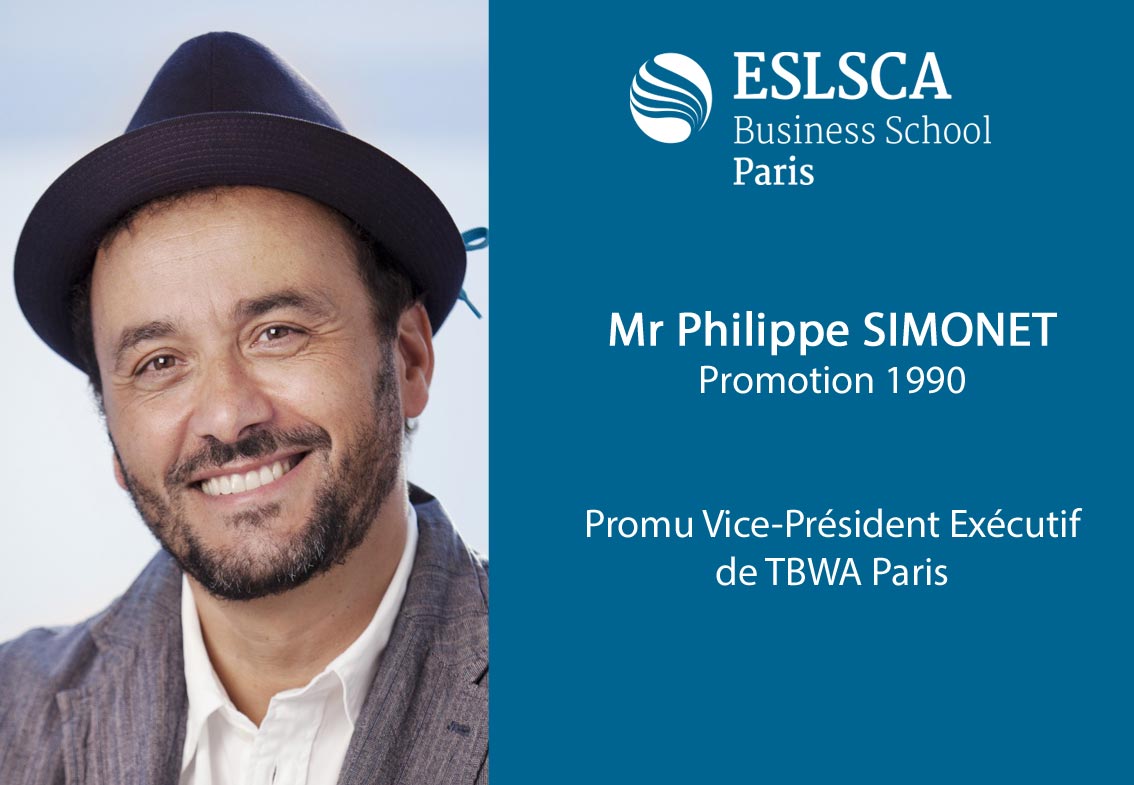 ESLSCA
Business School
Paris
Mr Philippe SIMONET
Promotion 1990
Promu Vice-Président Exécutif
de TBWA Paris